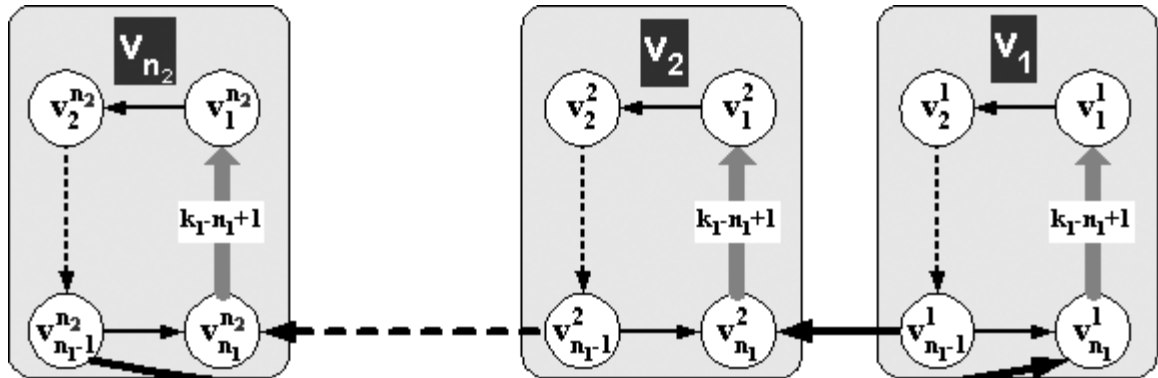 V_{n_2} V_2 V_1
v_2^{n_2} v_1^{n_2} v_2^2 v_1^2 v_2^1 v_1^1
k_1-n_1+1 k_1-n_1+1 k_1-n_1+1
v_{n_1-1}^{n_2} v_{n_1}^{n_2} v_{n_1-1}^2 v_{n_1}^2 v_{n_1-1}^1 v_{n_1}^1